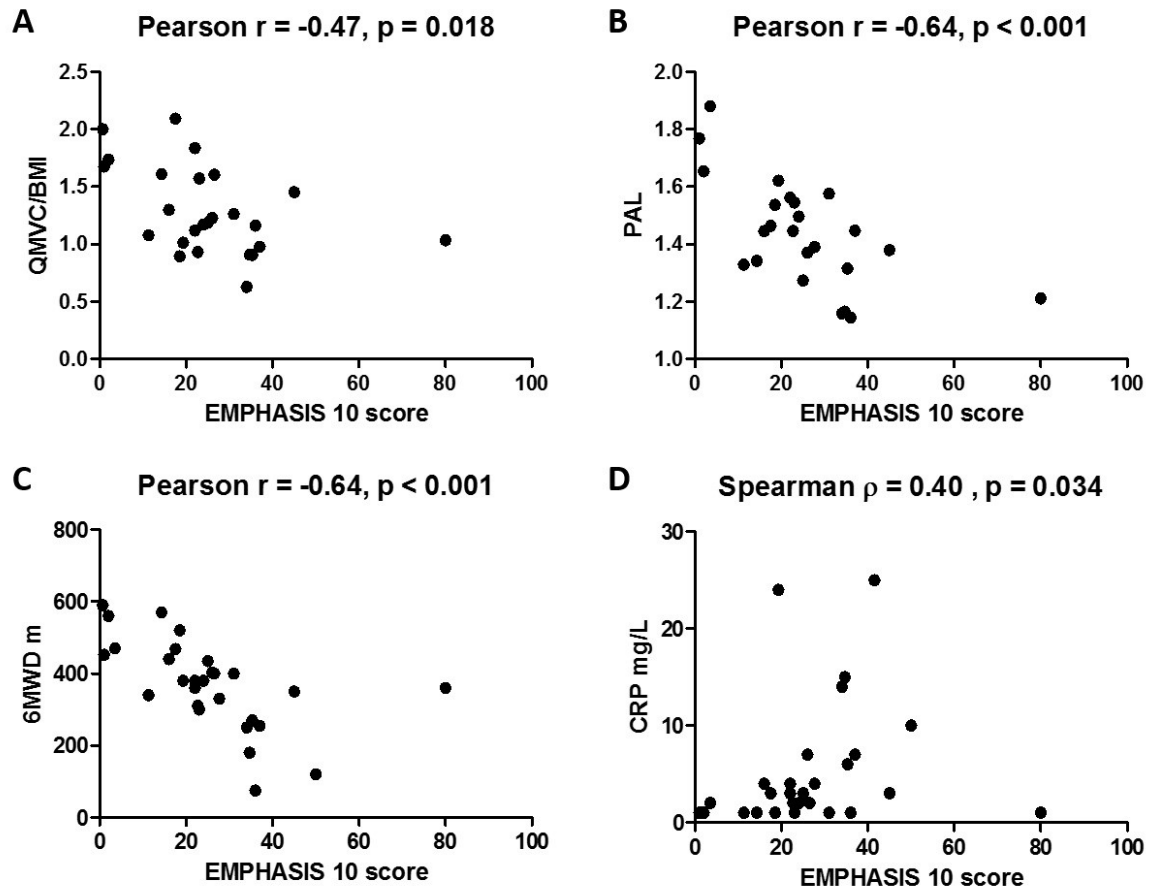 A
Pearson r = -0.47, p = 0.018
2.5
2.0
1.5
1.0
0.5
0.0
QMVC/BMI
0 20 40 60 80 100
EMPHASIS 10 score
B
Pearson r = -0.64, p < 0.001
2.0
1.8
1.6
1.4
1.2
1.0
PAL
0 20 40 60 80 100
EMPHASIS 10 score
C
Pearson r = -0.64, p < 0.001
800
600
400
200
0
6MWD m
0 20 40 60 80 100
EMPHASIS 10 score
D
Spearman ρ = 0.40 , p = 0.034
30
20
10
0
CRP mg/L
0 20 40 60 80 100
EMPHASIS 10 score